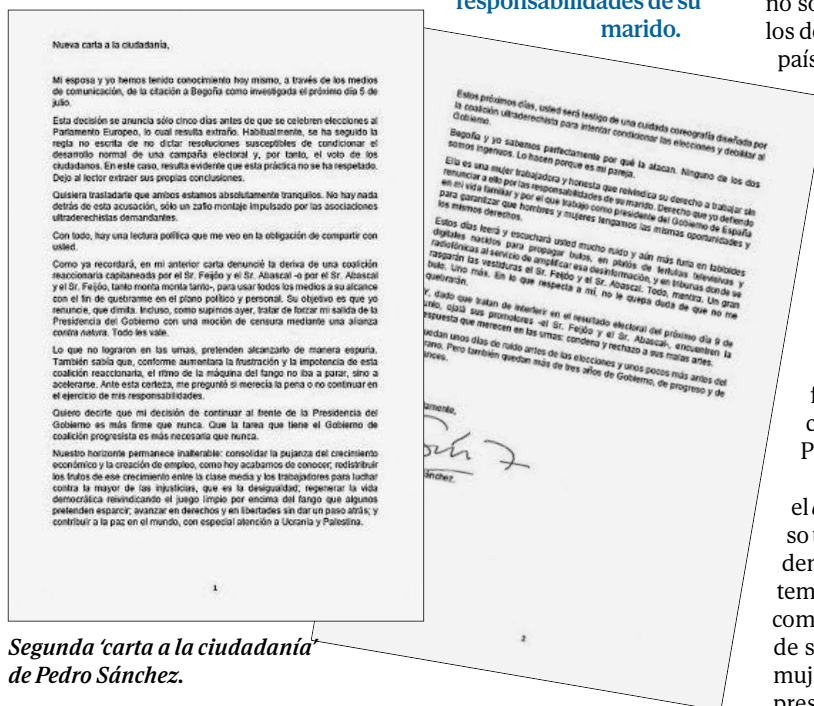 responsabilidades de su
marido.
Nueva carta a la ciudadanía,
Mi esposa y yo hemos tenido conocimiento hoy mismo, a través de los medios
de comunicación, de la citación a Begoña como investigada el próximo día 5 de
julio.
Esta decisión se anuncia sólo cinco días antes de que se celebren elecciones al
Parlamento Europeo, lo cual resulta extraño. Habitualmente, se ha seguido la
regla no escrita de no dictar resoluciones susceptibles de condicionar el
desarrollo normal de una campaña electoral y, por tanto, el voto de los
ciudadanos. En este caso, resulta evidente que esta práctica no se ha respetado.
Dejo al lector extraer sus propias conclusiones.
Quisiera trasladarte que ambos estamos absolutamente tranquilos. No hay nada
detrás de esta acusación, sólo un zafio montaje impulsado por las asociaciones
ultraderechistas demandantes.
Con todo, hay una lectura política que me veo en la obligación de compartir con
usted.
Como ya recordará, en mi anterior carta denuncié la deriva de una coalición
reaccionaria capitaneada por el Sr. Feijóo y el Sr. Abascal -o por el Sr. Abascal
y el Sr. Feijóo, tanto monta monta tanto-, para usar todos los medios a su alcance
con el fin de quebrarme en el plano político y personal. Su objetivo es que yo
renuncie, que dimita. Incluso, como supimos ayer, tratar de forzar mi salida de la
Presidencia del Gobierno con una moción de censura mediante una alianza
contra natura. Todo les vale.
Lo que no lograron en las urnas, pretenden alcanzarlo de manera espuria.
También sabía que, conforme aumentara la frustración y la impotencia de esta
coalición reaccionaria, el ritmo de la máquina del fango no iba a parar, sino a
acelerarse. Ante esta certeza, me pregunté si merecía la pena o no continuar en
el ejercicio de mis responsabilidades.
Quiero decirte que mi decisión de continuar al frente de la Presidencia del
Gobierno es más firme que nunca. Que la tarea que tiene el Gobierno de
coalición progresista es más necesaria que nunca.
Nuestro horizonte permanece inalterable: consolidar la pujanza del crecimiento
económico y la creación de empleo, como hoy acabamos de conocer; redistribuir
los frutos de ese crecimiento entre la clase media y los trabajadores para luchar
contra la mayor de las injusticias, que es la desigualdad; regenerar la vida
democrática reivindicando el juego limpio por encima del fango que algunos
pretenden esparcir; avanzar en derechos y en libertades sin dar un paso atrás; y
contribuir a la paz en el mundo, con especial atención a Ucrania y Palestina.
1
Estos próximos días, usted será testigo de una cuidada coreografía diseñada por
la coalición ultraderechista para intentar condicionar las elecciones y debilitar al
Gobierno.
Begoña y yo sabemos perfectamente por qué la atacan. Ninguno de los dos
somos ingenuos. Lo hacen porque es mi pareja.
Ella es una mujer trabajadora y honesta que reivindica su derecho a trabajar sin
renunciar a ello por las responsabilidades de su marido. Derecho que yo defiendo
en mi vida familiar y por el que trabajo como presidente del Gobierno de España
para garantizar que hombres y mujeres tengamos las mismas oportunidades y
los mismos derechos.
Estos días leerá y escuchará usted mucho ruido y aún más furia en tabloides
digitales nacidos para propagar bulos, en platós de tertulias televisivas y
radiofónicas al servicio de amplificar esa desinformación, y en tribunas donde se
rasgarán las vestiduras el Sr. Feijóo y el Sr. Abascal. Todo, mentira. Un gran
bulo. Uno más. En lo que respecta a mí, no le quepa duda de que no me
quebrarán.
Y, dado que tratan de interferir en el resultado electoral del próximo día 9 de
junio, ojalá sus promotores -el Sr. Feijóo y el Sr. Abascal-, encuentren la
respuesta que merecen en las urnas: condena y rechazo a sus malas artes.
quedan unos días de ruido antes de las elecciones y unos pocos más antes del
rano. Pero también quedan más de tres años de Gobierno, de progreso y de
ances.
amente,
ánchez.
2
Segunda ‘carta a la ciudadanía’
de Pedro Sánchez.
no so
los de
país
f
c
P
el
so
den
tem
com
de s
muj
pres